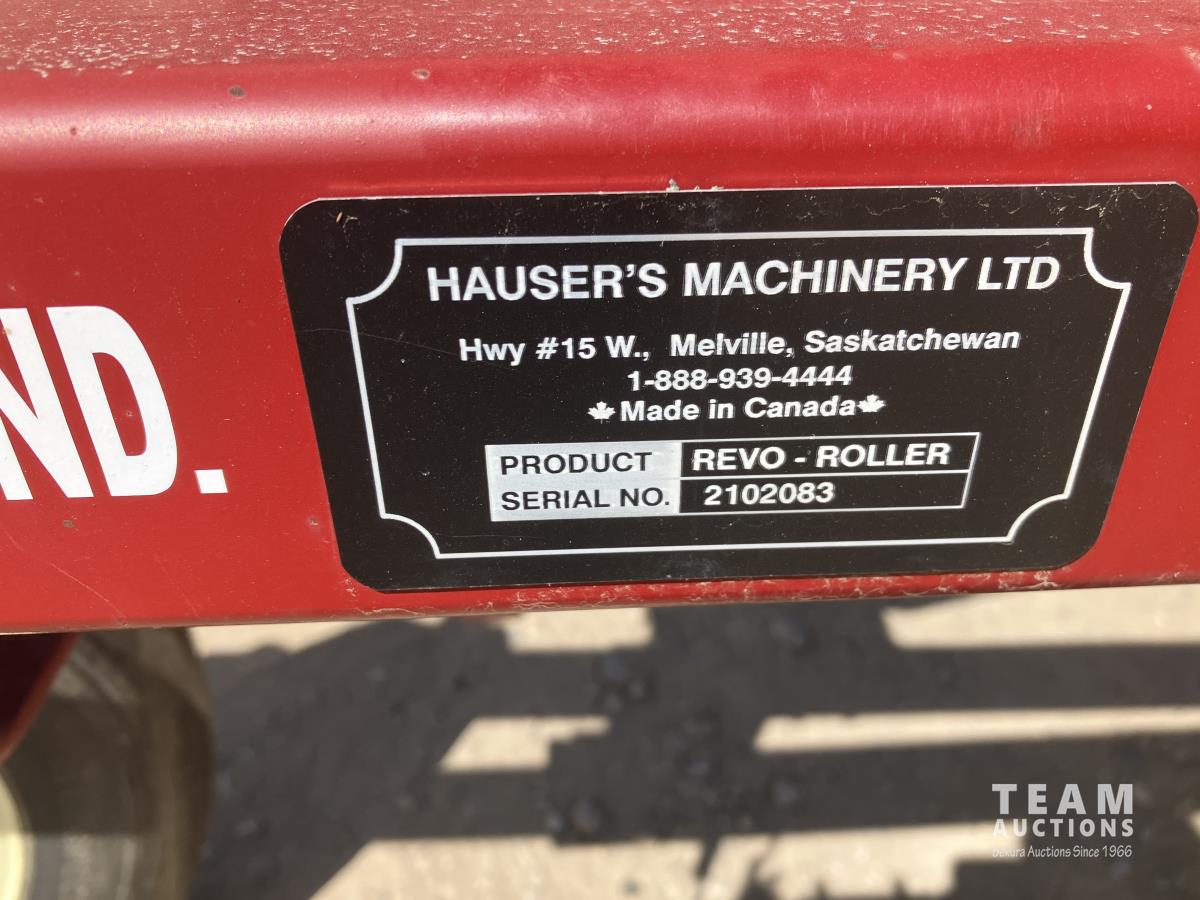 ND.
HAUSER'S MACHINERY LTD
Hwy #15 W., Melville, Saskatchewan
1-888-939-4444
Made in Canada
PRODUCT REVO - ROLLER
SERIAL NO. 2102083
TEAM
AUCTIONS
Dekura Auctions Since 1966